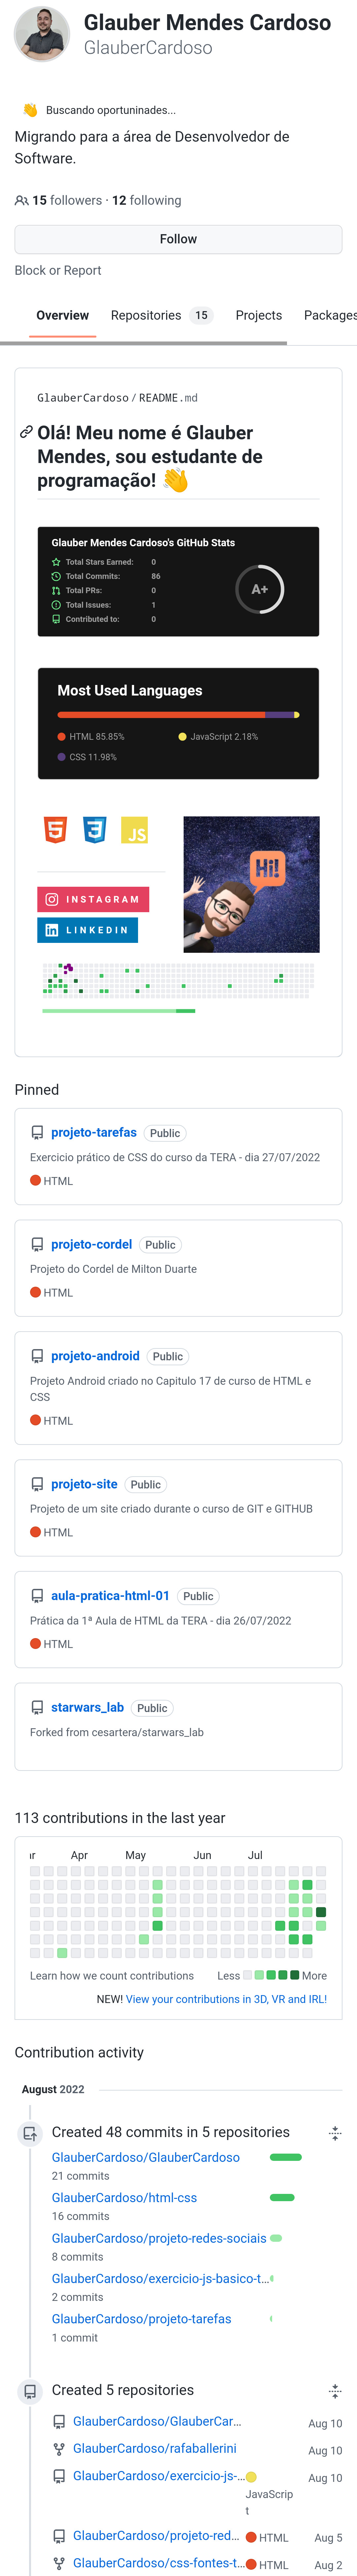 Glauber Mendes Cardoso
GlauberCardoso
👋 Buscando oportuninades...
Migrando para a área de Desenvolvedor de
Software.
15 followers · 12 following
Follow
Block or Report
Overview Repositories 15 Projects Packages
GlauberCardoso / README.md
Olá! Meu nome é Glauber
Mendes, sou estudante de
programação! 👋
Glauber Mendes Cardoso's GitHub Stats
Total Stars Earned: 0
Total Commits: 86
Total PRs: 0
Total Issues: 1
Contributed to: 0
A+
Most Used Languages
HTML 85.85% JavaScript 2.18%
CSS 11.98%
5 3 JS
Hi!
INSTAGRAM
LINKEDIN
Pinned
projeto-tarefas Public
Exercicio prático de CSS do curso da TERA - dia 27/07/2022
HTML
projeto-cordel Public
Projeto do Cordel de Milton Duarte
HTML
projeto-android Public
Projeto Android criado no Capitulo 17 de curso de HTML e
CSS
HTML
projeto-site Public
Projeto de um site criado durante o curso de GIT e GITHUB
HTML
aula-pratica-html-01 Public
Prática da 1ª Aula de HTML da TERA - dia 26/07/2022
HTML
starwars_lab Public
Forked from cesartera/starwars_lab
113 contributions in the last year
ar Apr May Jun Jul
Learn how we count contributions Less More
NEW! View your contributions in 3D, VR and IRL!
Contribution activity
August 2022
Created 48 commits in 5 repositories
GlauberCardoso/GlauberCardoso
21 commits
GlauberCardoso/html-css
16 commits
GlauberCardoso/projeto-redes-sociais
8 commits
GlauberCardoso/exercicio-js-basico-t...
2 commits
GlauberCardoso/projeto-tarefas
1 commit
Created 5 repositories
GlauberCardoso/GlauberCar... Aug 10
GlauberCardoso/rafaballerini Aug 10
GlauberCardoso/exercicio-js-... Aug 10
JavaScrip
t
GlauberCardoso/projeto-red... HTML Aug 5
GlauberCardoso/css-fontes-t... HTML Aug 2